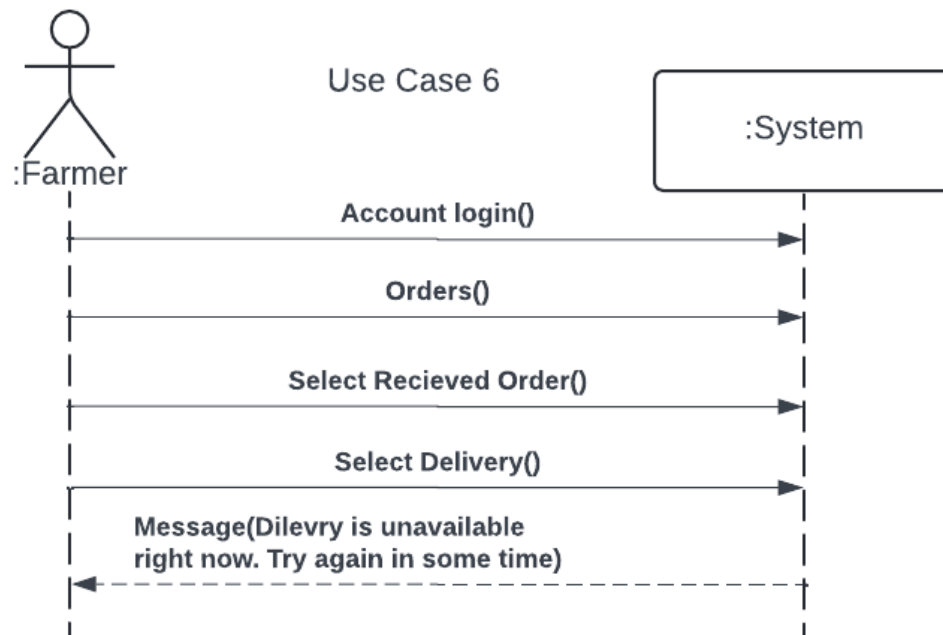 Use Case 6
:System
:Farmer
Account login()
Orders()
Select Recieved Order()
Select Delivery()
Message(Dilevry is unavailable
right now. Try again in some time)